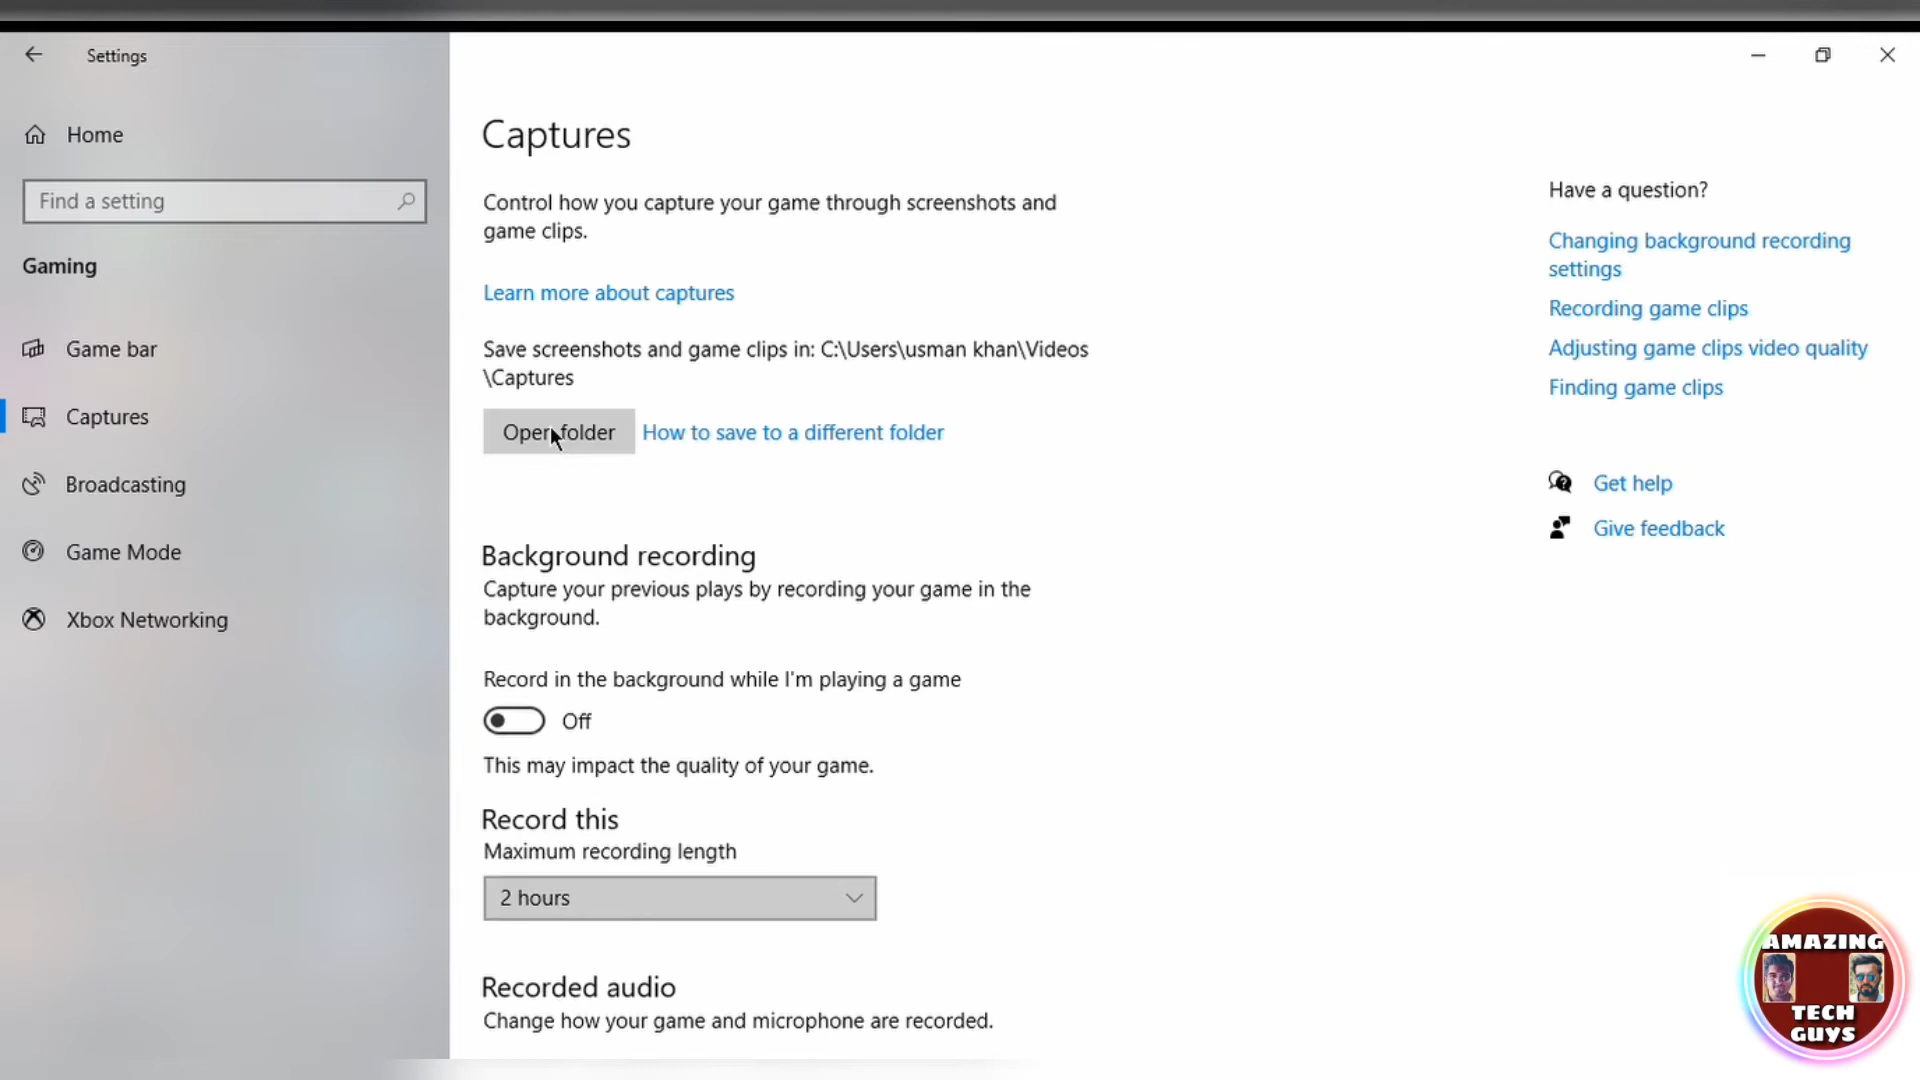 Settings
Home
Find a setting
Gaming
Game bar
Captures
Broadcasting
Game Mode
Xbox Networking
Captures
Control how you capture your game through screenshots and
game clips.
Learn more about captures
Save screenshots and game clips in: C:\Users\usman khan\Videos
\Captures
Open folder
How to save to a different folder
Background recording
Capture your previous plays by recording your game in the
background.
Record in the background while I'm playing a game
Off
This may impact the quality of your game.
Record this
Maximum recording length
2 hours
Recorded audio
Change how your game and microphone are recorded.
Have a question?
Changing background recording
settings
Recording game clips
Adjusting game clips video quality
Finding game clips
Get help
Give feedback
AMAZING
TECH
GUYS